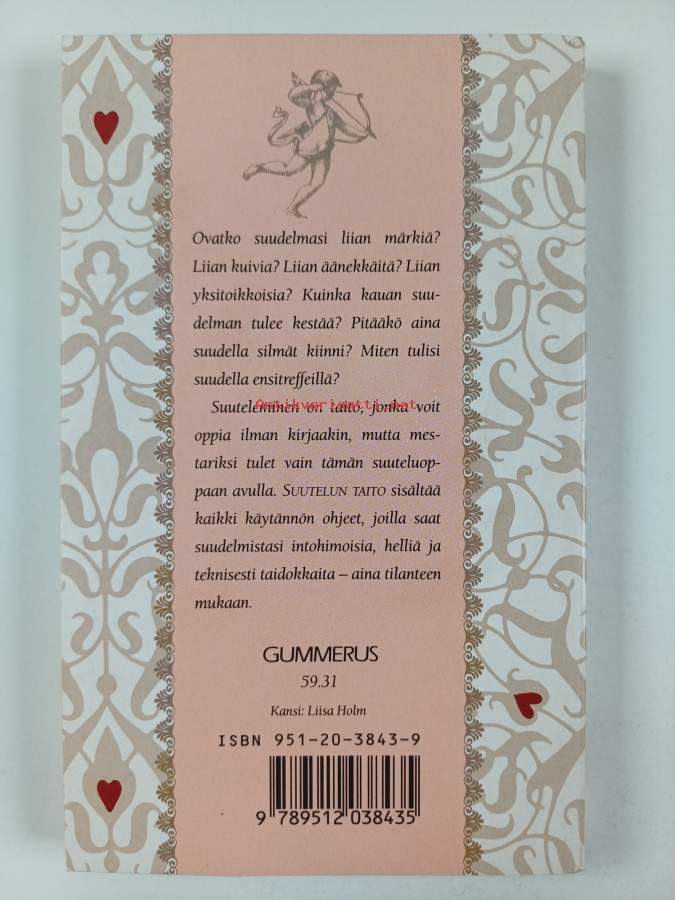 Ovatko suudelmasi liian märkiä?
Liian kuivia? Liian äänekkäitä? Liian
yksitoikkoisia? Kuinka kauan suu-
delman tulee kestää? Pitääkö aina
suudella silmät kiinni? Miten tulisi
suudella ensitreffeillä?
Antikvariaatti.net
Suuteleminen on taito, jonka voit
oppia ilman kirjaakin, mutta mes-
tariksi tulet vain tämän suuteluop-
paan avulla. SUUTELUN TAITO sisältää
kaikki käytännön ohjeet, joilla saat
suudelmistasi intohimoisia, helliä ja
teknisesti taidokkaita – aina tilanteen
mukaan.
GUMMERUS
59.31
Kansi: Liisa Holm
ISBN 951-20-3843-9
9 789512 038435